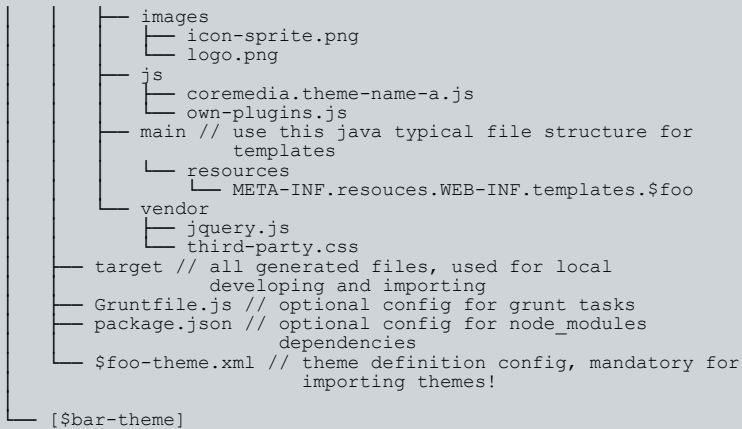 images
icon-sprite.png
logo.png
js
coremedia.theme-name-a.js
own-plugins.js
main // use this java typical file structure for
templates
resources
META-INF.resouces.WEB-INF.templates.$foo
vendor
jquery.js
third-party.css
target // all generated files, used for local
developing and importing
Gruntfile.js // optional config for grunt tasks
package.json // optional config for node_modules
dependencies
$foo-theme.xml // theme definition config, mandatory for
importing themes!
[$bar-theme]